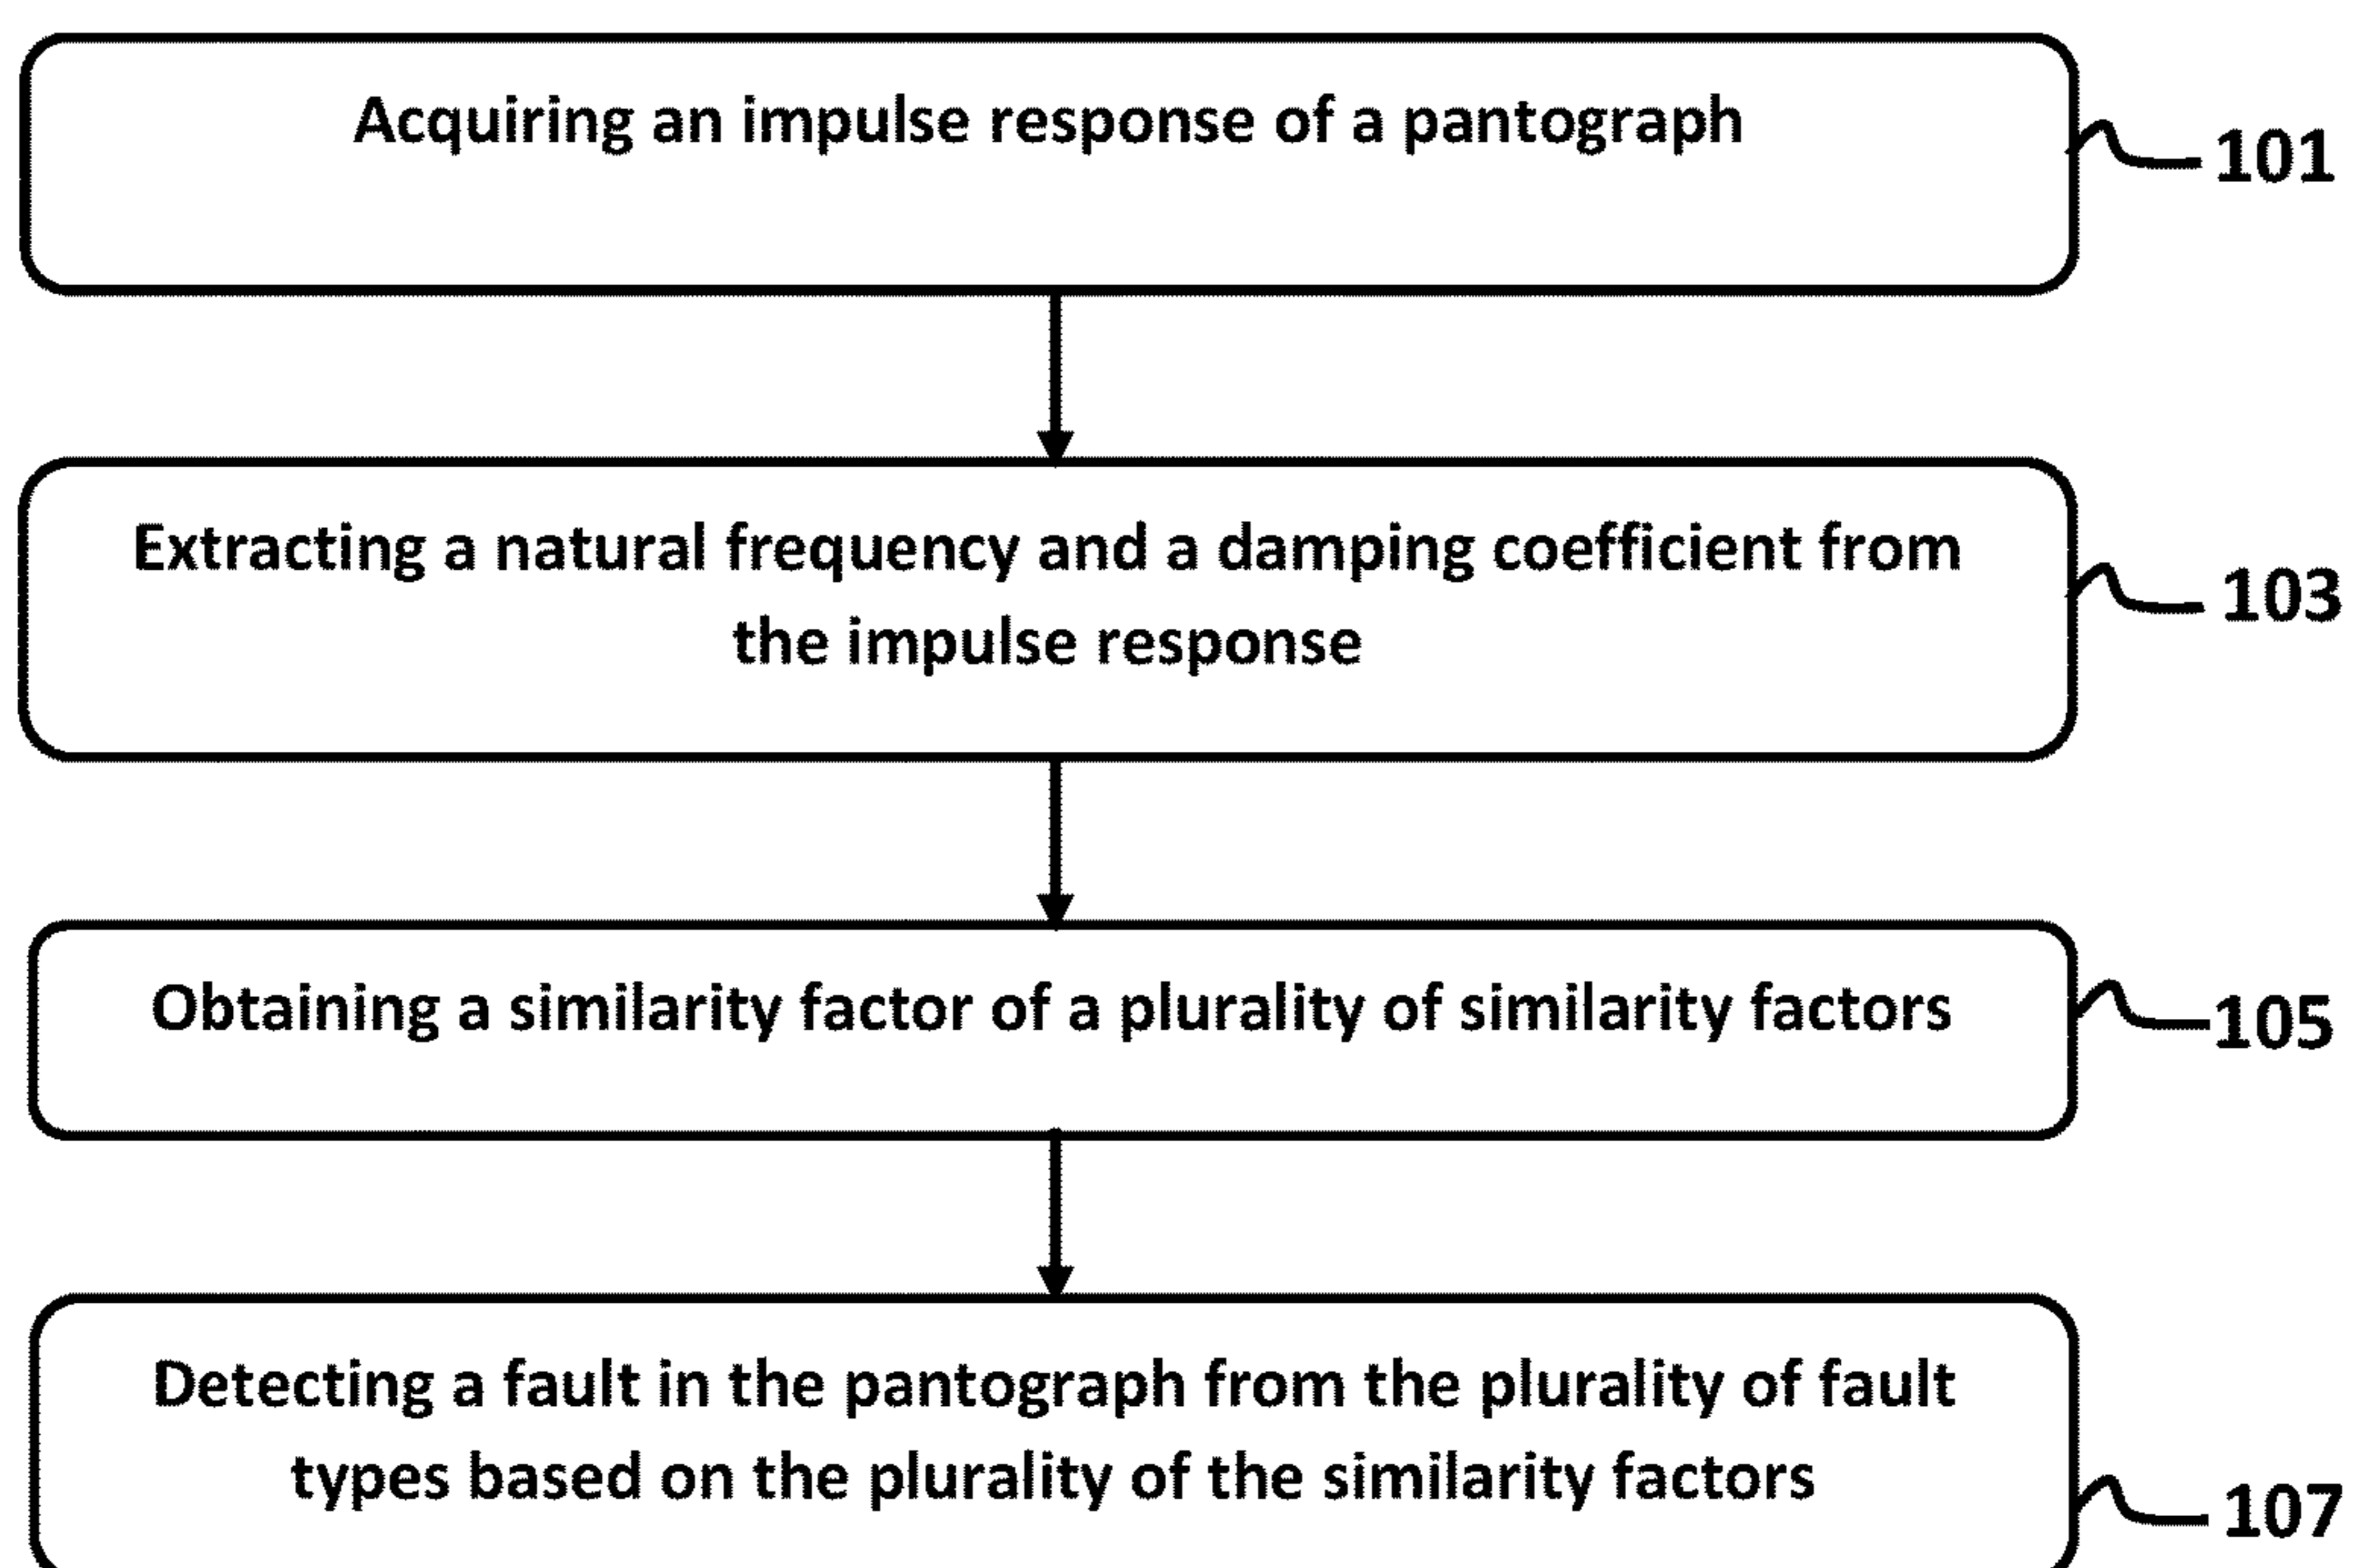 Acquiring an impulse response of a pantograph
101
Extracting a natural frequency and a damping coefficient from
the impulse response
103
Obtaining a similarity factor of a plurality of similarity factors
105
Detecting a fault in the pantograph from the plurality of fault
types based on the plurality of the similarity factors
107